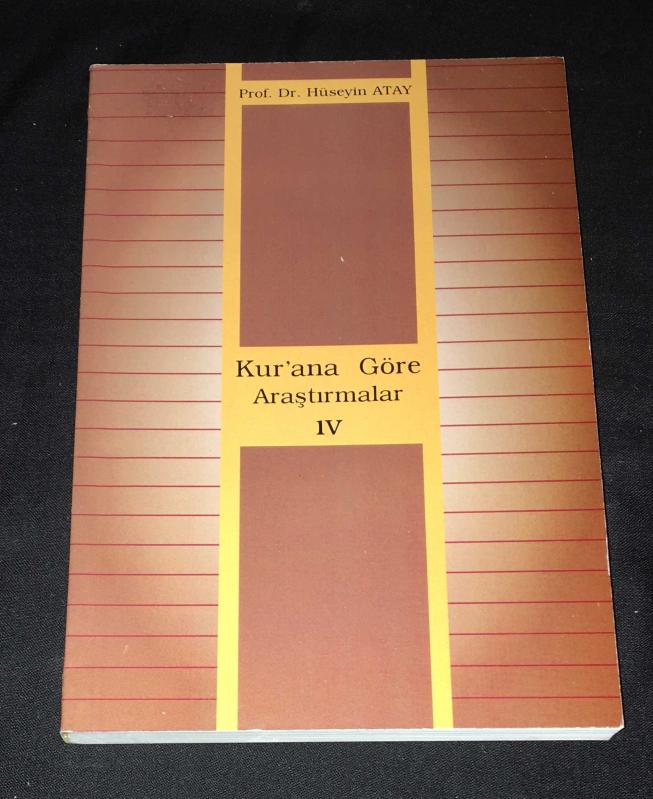 Prof. Dr. Hüseyin ATAY
Kur'ana Göre
Araştırmalar
IV